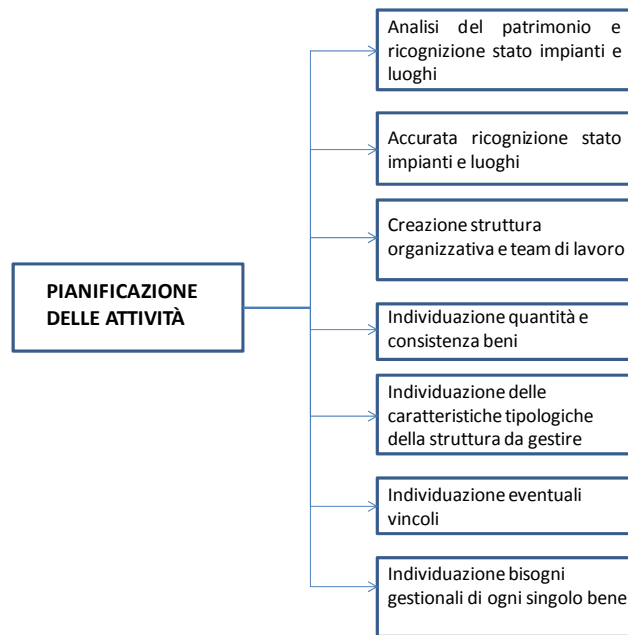 Analisi del patrimonio e
ricognizione stato impianti e
luoghi
Accurata ricognizione stato
impianti e luoghi
Creazione struttura
organizzativa e team di lavoro
PIANIFICAZIONE
DELLE ATTIVITÀ
Individuazione quantità e
consistenza beni
Individuazione delle
caratteristiche tipologiche
della struttura da gestire
Individuazione eventuali
vincoli
Individuazione bisogni
gestionali di ogni singolo bene